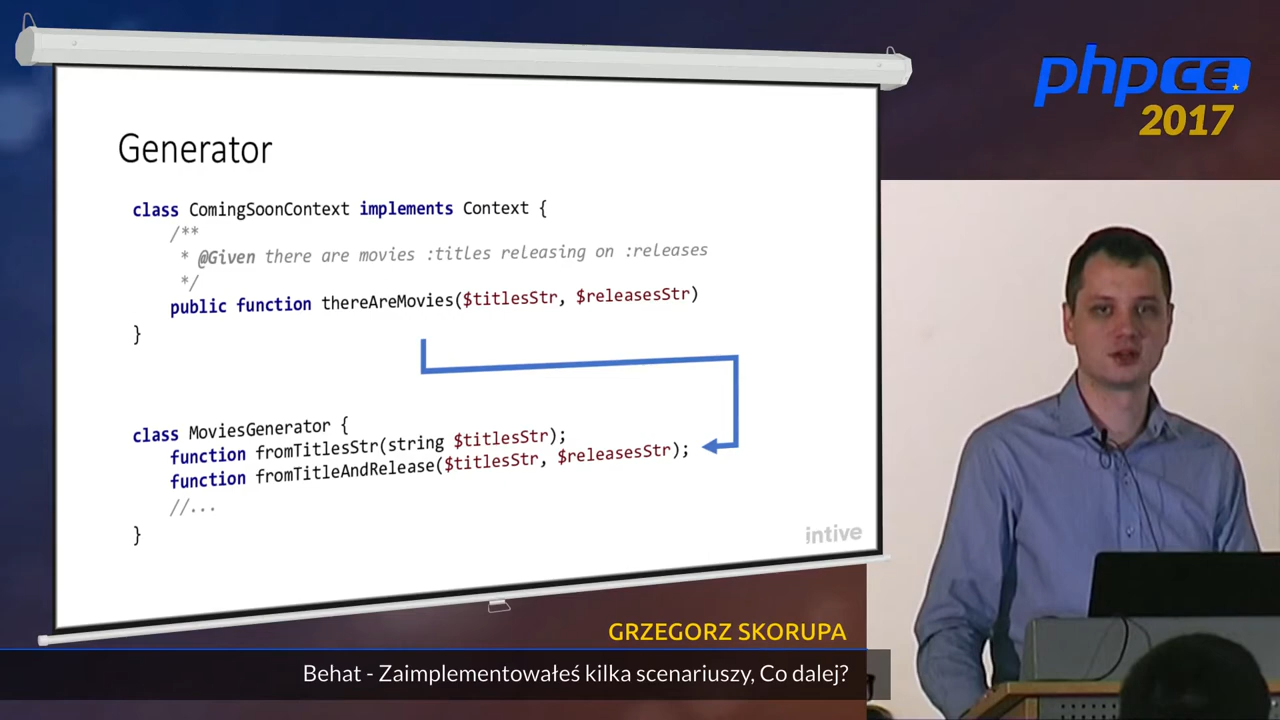 phpCE
2017
Generator
class ComingSoonContext implements Context {
/**
* @Given there are movies :titles releasing on :releases
*/
public function thereAreMovies($titlesStr, $releasesStr)
}
class MoviesGenerator {
function fromTitlesStr(string $titlesStr);
function fromTitleAndRelease($titlesStr, $releasesStr);
//...
}
intive
GRZEGORZ SKORUPA
Behat - Zaimplementowałeś kilka scenariuszy, Co dalej?